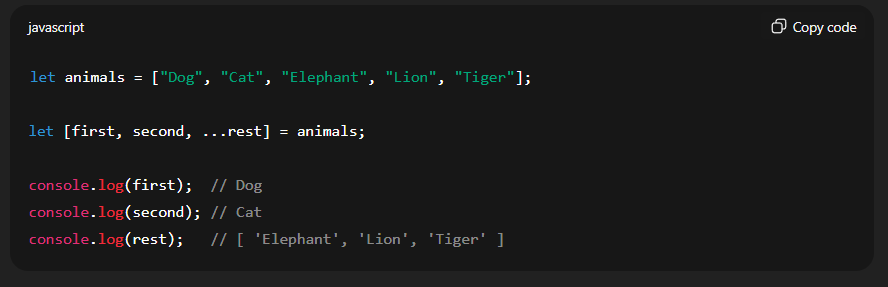 javascript
Copy code
let animals = ["Dog", "Cat", "Elephant", "Lion", "Tiger"];
let [first, second, ...rest] = animals;
console.log(first);  // Dog
console.log(second); // Cat
console.log(rest);   // [ 'Elephant', 'Lion', 'Tiger' ]